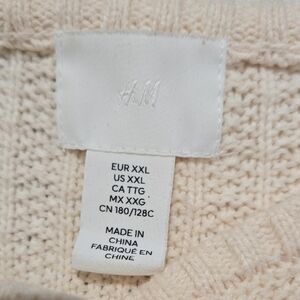 H&M
EUR XXL
US XXL
CA TTG
MX XXG
CN 180/128C
MADE IN
CHINA
FABRIQUÉ EN
CHINE